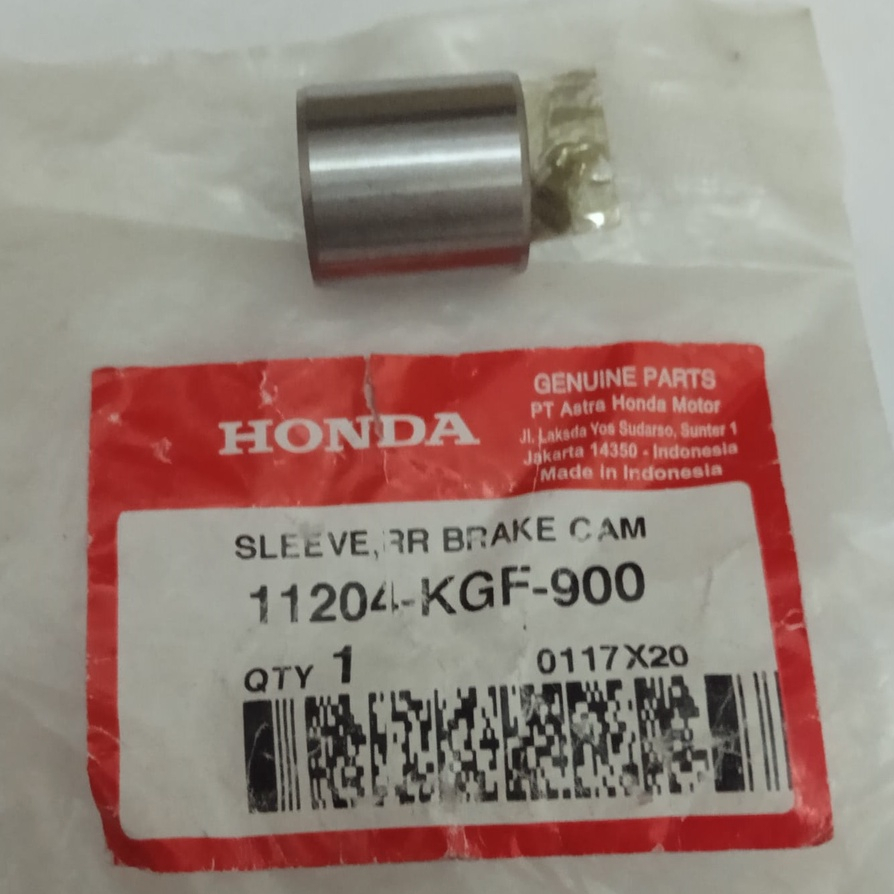 GENUINE PARTS
PT Astra Honda Motor
Jl. Laksda Yos Sudarso, Sunter 1
Jakarta 14350 - Indonesia
Made in Indonesia
HONDA
SLEEVE, RR BRAKE CAM
11204-KGF-900
QTY 1 0117X20